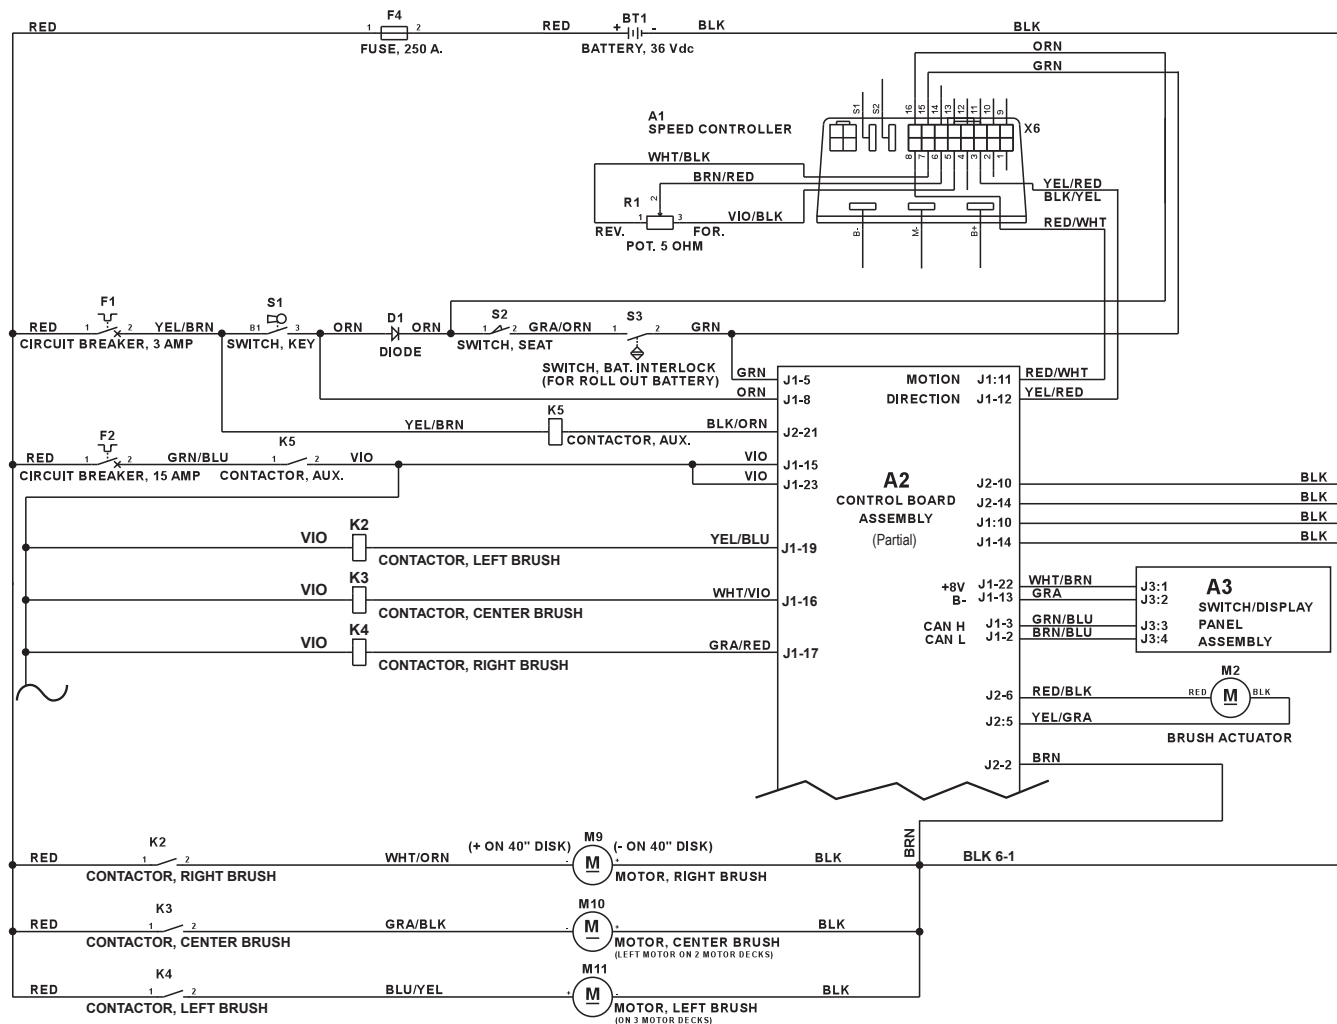 RED
F4
1 2
FUSE, 250 A.
RED
BT1
+ -
BATTERY, 36 Vdc
BLK
BLK
ORN
GRN
A1
SPEED CONTROLLER
S1
S2
16 15 14 13 12 11 10 9
X6
8 7 6 5 4 3 2 1
WHT/BLK
BRN/RED
YEL/RED
BLK/YEL
R1
2
1 3
VIO/BLK
RED/WHT
REV.
FOR.
POT. 5 OHM
B-
M-
B+
F1
RED
1 2
YEL/BRN
CIRCUIT BREAKER, 3 AMP
S1
B1 3
SWITCH, KEY
ORN
D1
ORN
DIODE
S2
1 2
SWITCH, SEAT
GRA/ORN
S3
1 2
GRN
SWITCH, BAT. INTERLOCK
(FOR ROLL OUT BATTERY)
GRN
J1-5
MOTION
J1:11
RED/WHT
ORN
J1-8
DIRECTION
J1-12
YEL/RED
YEL/BRN
K5
CONTACTOR, AUX.
BLK/ORN
J2-21
F2
RED
1 2
GRN/BLU
CIRCUIT BREAKER, 15 AMP
K5
1 2
VIO
CONTACTOR, AUX.
VIO
J1-15
VIO
J1-23
A2
CONTROL BOARD
ASSEMBLY
(Partial)
J2-10
BLK
J2-14
BLK
J1:10
BLK
J1-14
BLK
VIO
K2
YEL/BLU
J1-19
CONTACTOR, LEFT BRUSH
VIO
K3
WHT/VIO
J1-16
CONTACTOR, CENTER BRUSH
VIO
K4
GRA/RED
J1-17
CONTACTOR, RIGHT BRUSH
+8V
J1-22
WHT/BRN
J3:1
B-
J1-13
GRA
J3:2
CAN H
J1-3
GRN/BLU
J3:3
CAN L
J1-2
BRN/BLU
J3:4
A3
SWITCH/DISPLAY
PANEL
ASSEMBLY
J2-6
RED/BLK
RED
M2
M
BLK
J2:5
YEL/GRA
BRUSH ACTUATOR
J2-2
BRN
BRN
RED
K2
1 2
CONTACTOR, RIGHT BRUSH
WHT/ORN
(+ ON 40" DISK)
M9
(- ON 40" DISK)
- M +
MOTOR, RIGHT BRUSH
BLK
BLK 6-1
RED
K3
1 2
CONTACTOR, CENTER BRUSH
GRA/BLK
M10
- M +
MOTOR, CENTER BRUSH
(LEFT MOTOR ON 2 MOTOR DECKS)
BLK
RED
K4
1 2
CONTACTOR, LEFT BRUSH
BLU/YEL
M11
+ M -
MOTOR, LEFT BRUSH
(ON 3 MOTOR DECKS)
BLK